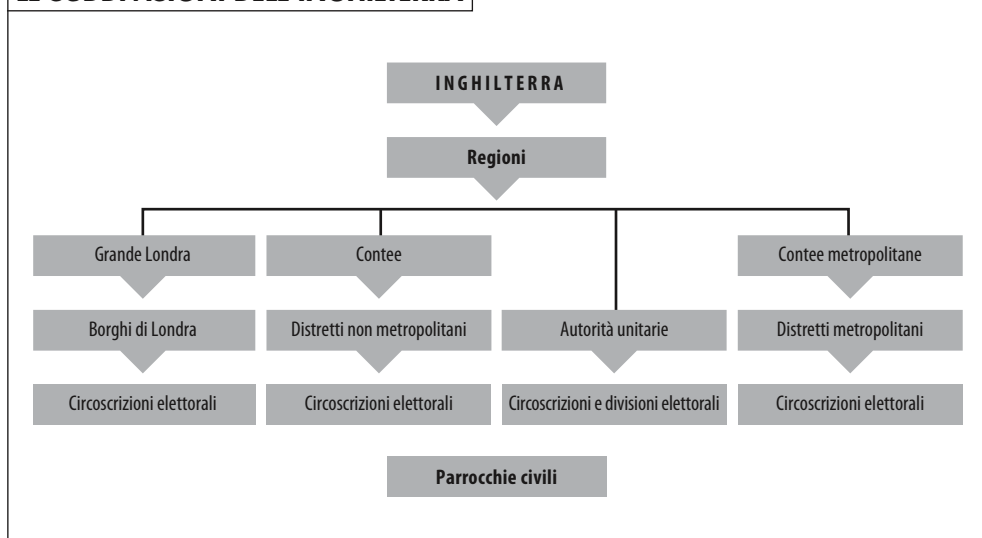 INGHILTERRA
Regioni
Grande Londra
Contee
Contee metropolitane
Borghi di Londra
Distretti non metropolitani
Autorità unitarie
Distretti metropolitani
Circoscrizioni elettorali
Circoscrizioni elettorali
Circoscrizioni e divisioni elettorali
Circoscrizioni elettorali
Parrocchie civili